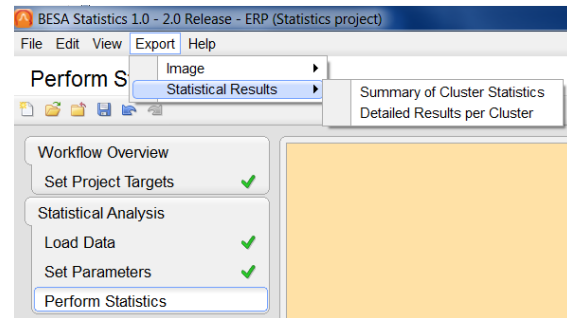 BESA Statistics 1.0 - 2.0 Release - ERP (Statistics project)
File Edit View Export Help
Perform S
Image
Statistical Results
Summary of Cluster Statistics
Detailed Results per Cluster
Workflow Overview
Set Project Targets
Statistical Analysis
Load Data
Set Parameters
Perform Statistics